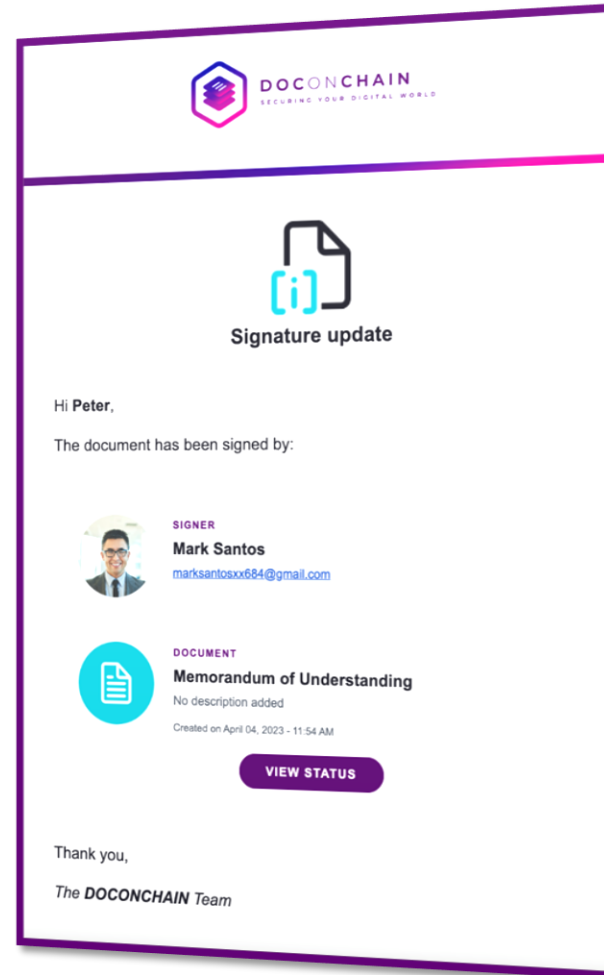 DOCONCHAIN
SECURING YOUR DIGITAL WORLD
[i]
Signature update
Hi Peter,
The document has been signed by:
SIGNER
Mark Santos
marksantosxx684@gmail.com
DOCUMENT
Memorandum of Understanding
No description added
Created on April 04, 2023 - 11:54 AM
VIEW STATUS
Thank you,
The DOCONCHAIN Team